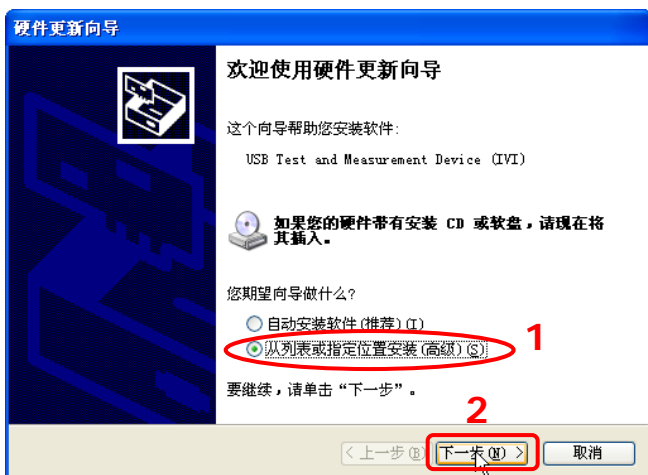 硬件更新向导
欢迎使用硬件更新向导
这个向导帮助您安装软件:
USB Test and Measurement Device (IVI)
如果您的硬件带有安装 CD 或软盘，请现在将
其插入。
您期望向导做什么?
自动安装软件(推荐)(I)
从列表或指定位置安装(高级)(S)
1
要继续，请单击“下一步”。
2
< 上一步(B)
下一步(N) >
取消